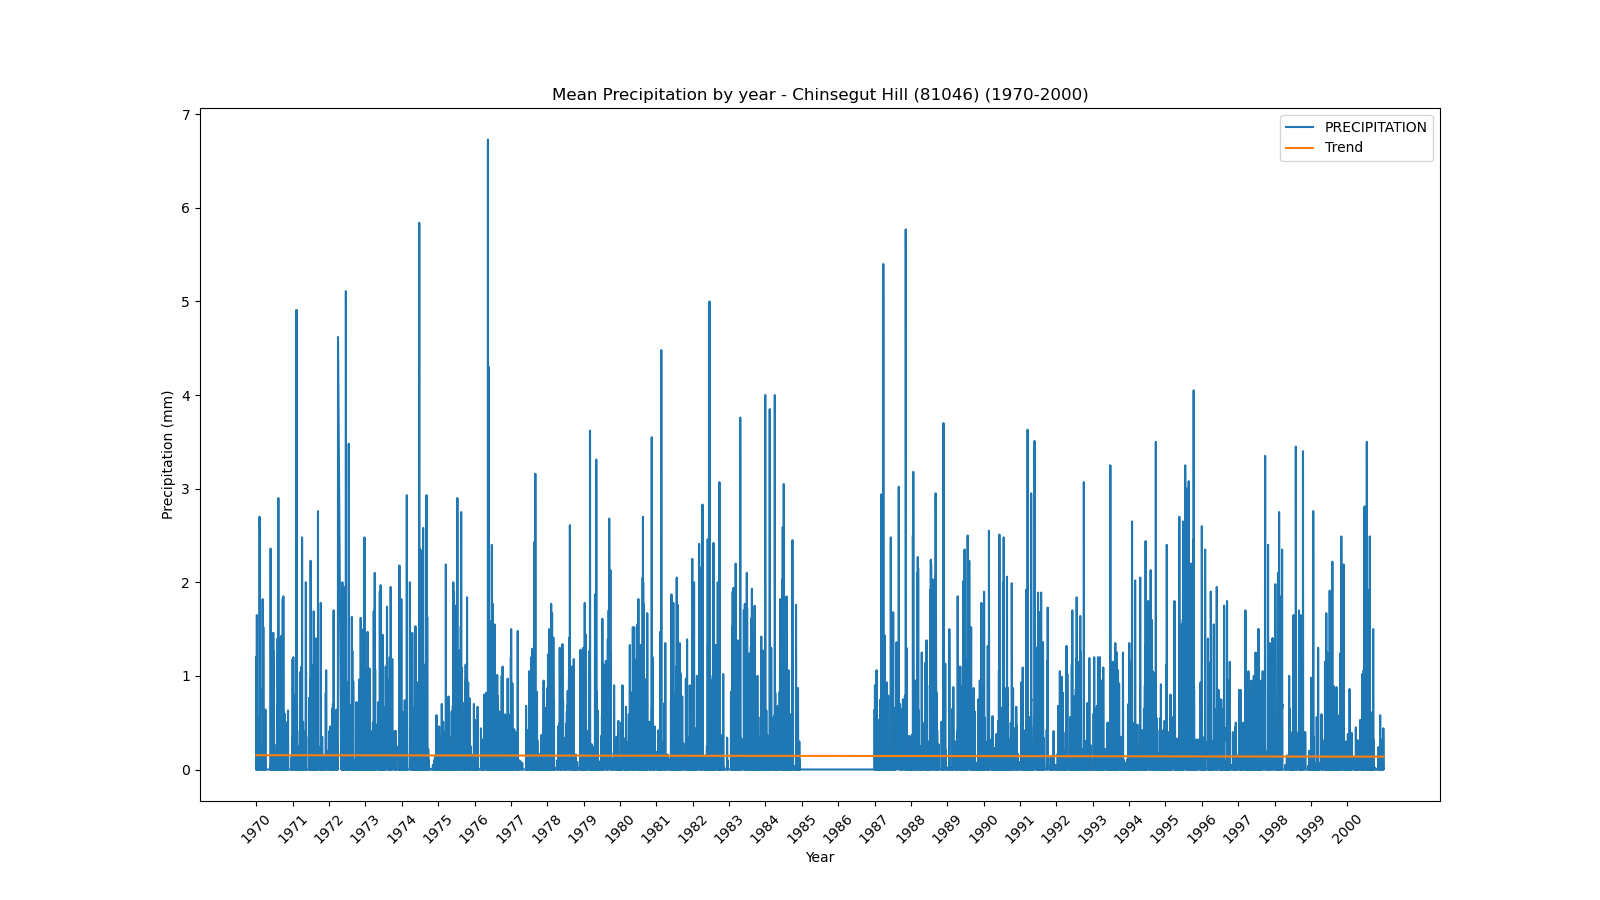 Mean Precipitation by year - Chinsegut Hill (81046) (1970-2000)
PRECIPITATION
Trend
7
6
5
4
3
2
1
0
Precipitation (mm)
1970 1971 1972 1973 1974 1975 1976 1977 1978 1979 1980 1981 1982 1983 1984 1985 1986 1987 1988 1989 1990 1991 1992 1993 1994 1995 1996 1997 1998 1999 2000
Year